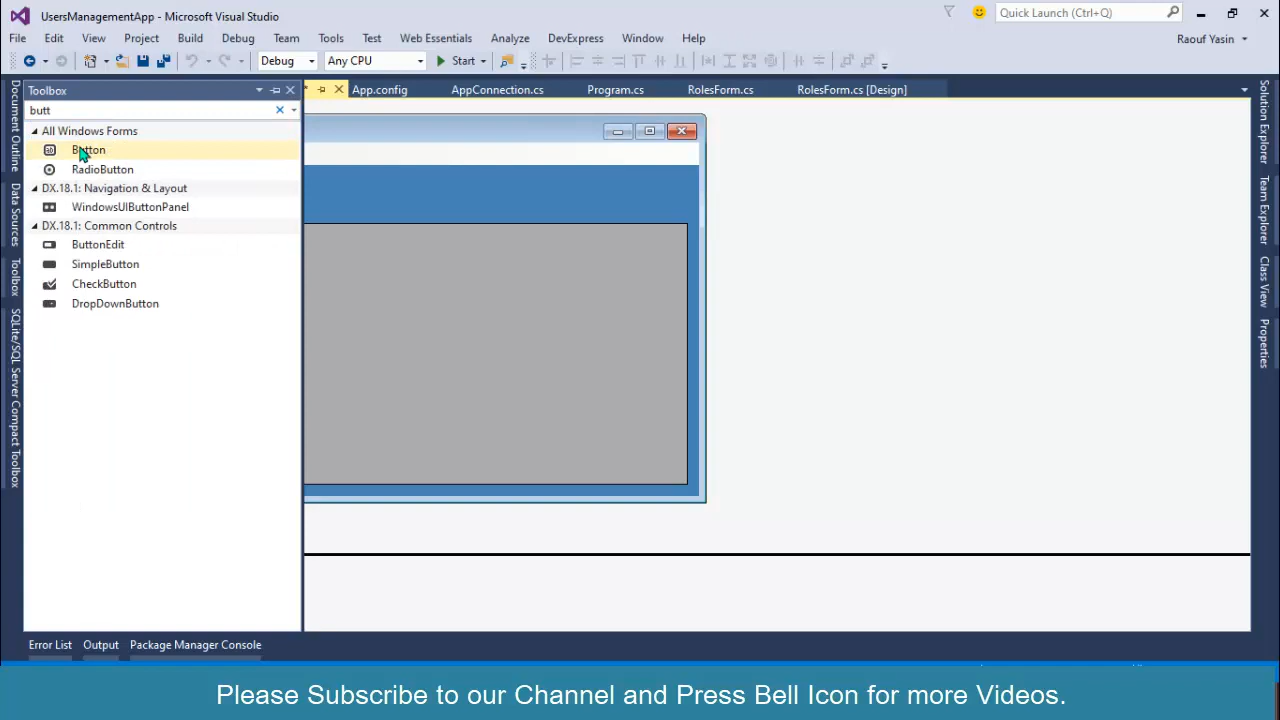 UsersManagementApp - Microsoft Visual Studio
Quick Launch (Ctrl+Q)
File Edit View Project Build Debug Team Tools Test Web Essentials Analyze DevExpress Window Help
Raouf Yasin
Debug Any CPU Start
Toolbox
App.config AppConnection.cs Program.cs RolesForm.cs RolesForm.cs [Design]
butt
All Windows Forms
Button
RadioButton
DX.18.1: Navigation & Layout
WindowsUIButtonPanel
DX.18.1: Common Controls
ButtonEdit
SimpleButton
CheckButton
DropDownButton
Document Outline
Data Sources
Toolbox
SQLite/SQL Server Compact Toolbox
Solution Explorer
Team Explorer
Class View
Properties
Error List Output Package Manager Console
Please Subscribe to our Channel and Press Bell Icon for more Videos.